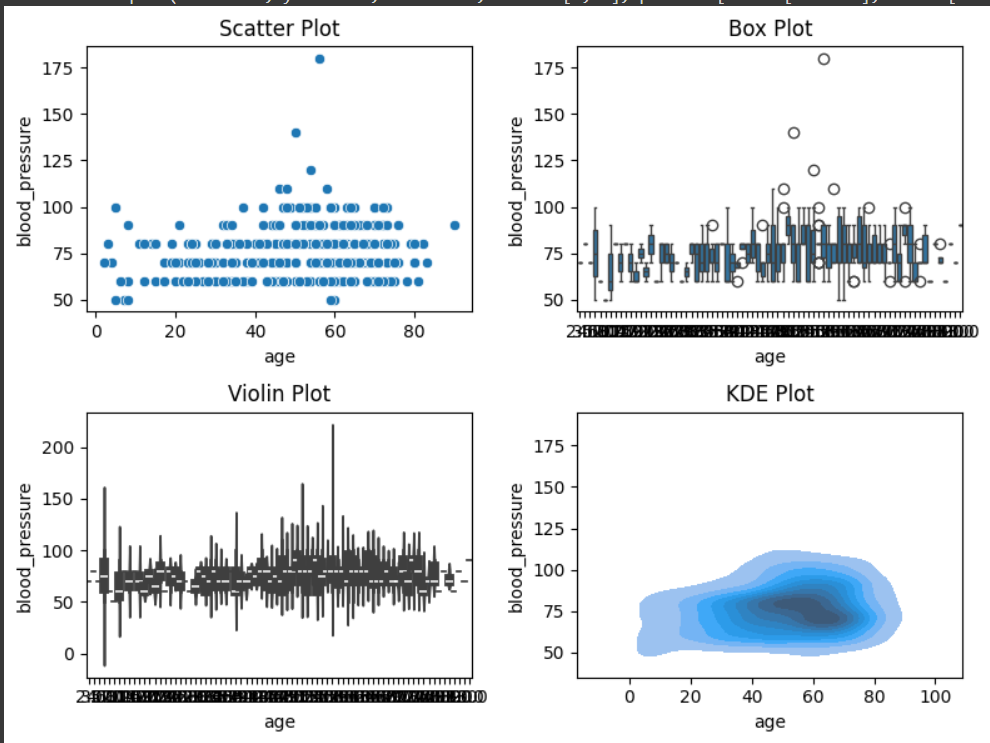 Scatter Plot
175
150
125
100
75
50
blood_pressure
0 20 40 60 80
age
Box Plot
175
150
125
100
75
50
blood_pressure
age
Violin Plot
200
150
100
50
0
blood_pressure
age
KDE Plot
175
150
125
100
75
50
blood_pressure
0 20 40 60 80 100
age